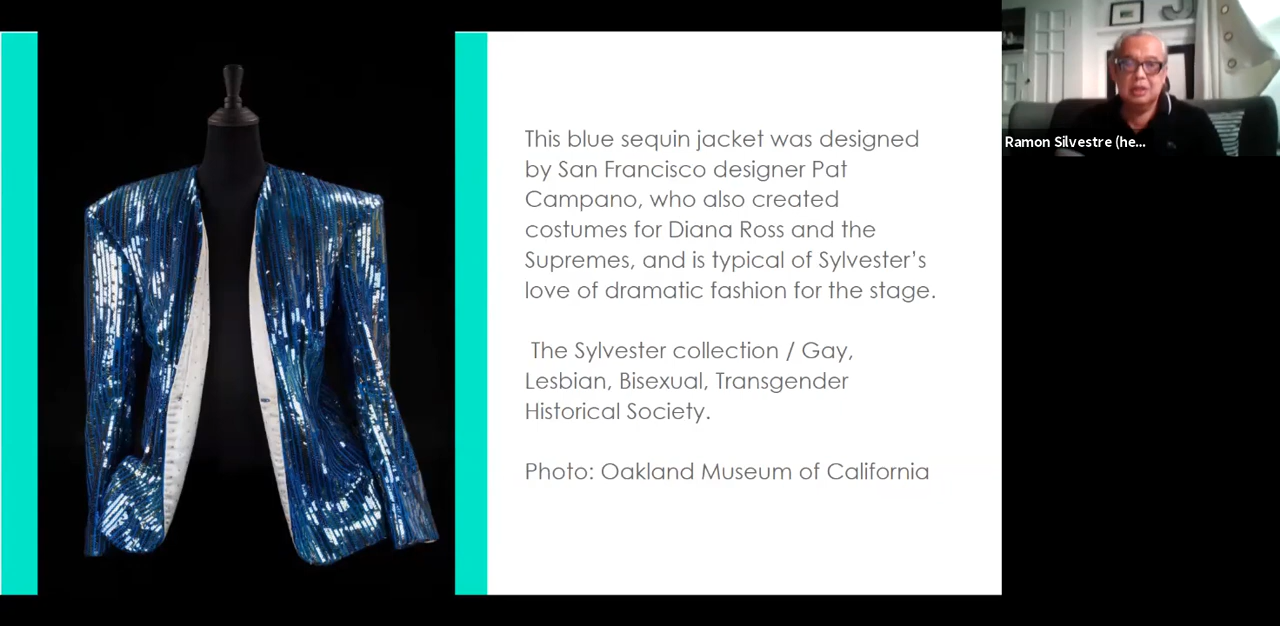 This blue sequin jacket was designed
by San Francisco designer Pat
Campano, who also created
costumes for Diana Ross and the
Supremes, and is typical of Sylvester’s
love of dramatic fashion for the stage.
The Sylvester collection / Gay,
Lesbian, Bisexual, Transgender
Historical Society.
Photo: Oakland Museum of California
Ramon Silvestre (he...